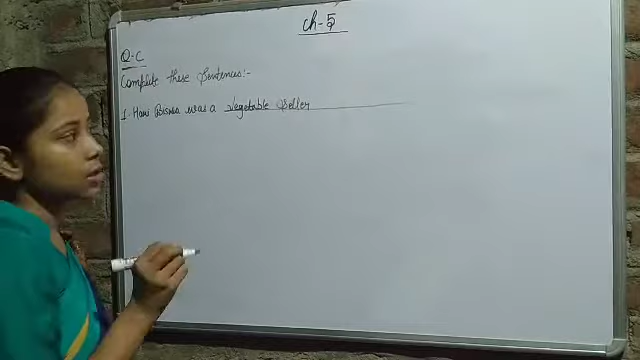 ch-5
Q-C
Complete these Sentences:-
1. Hari Biswas was a Vegetable Seller